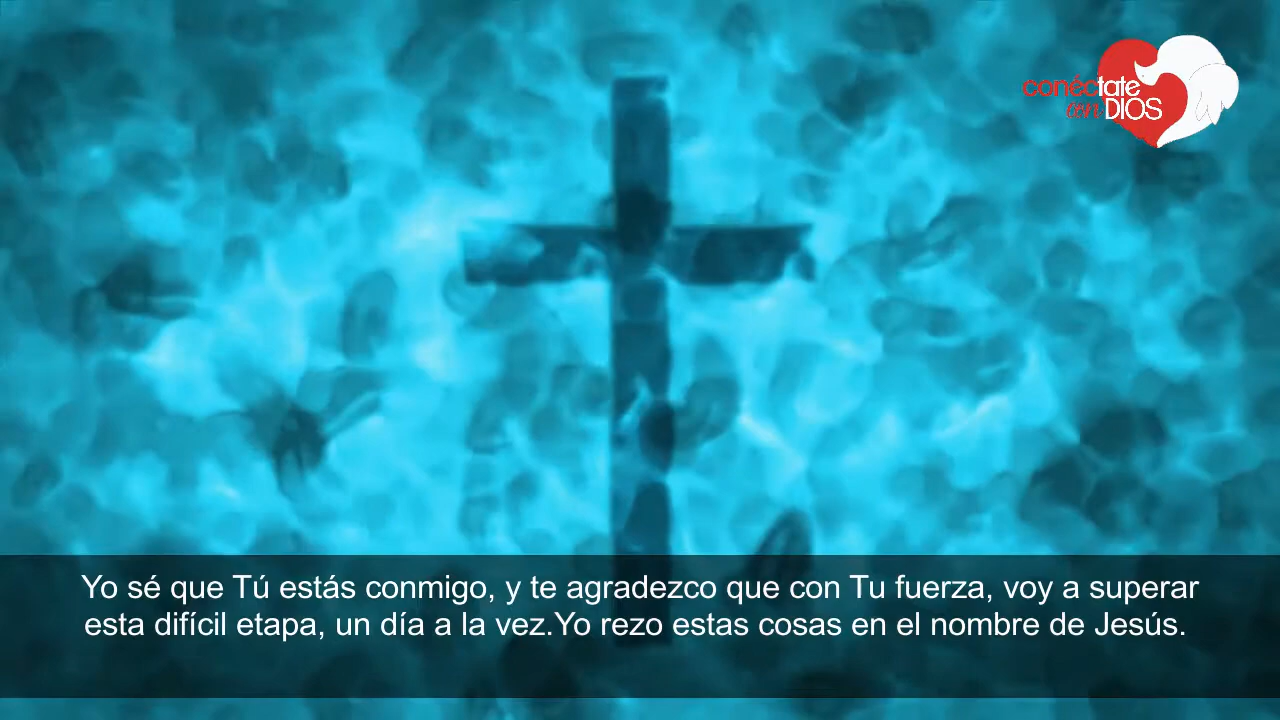 conéctate
con DIOS
Yo sé que Tú estás conmigo, y te agradezco que con Tu fuerza, voy a superar
esta difícil etapa, un día a la vez.Yo rezo estas cosas en el nombre de Jesús.